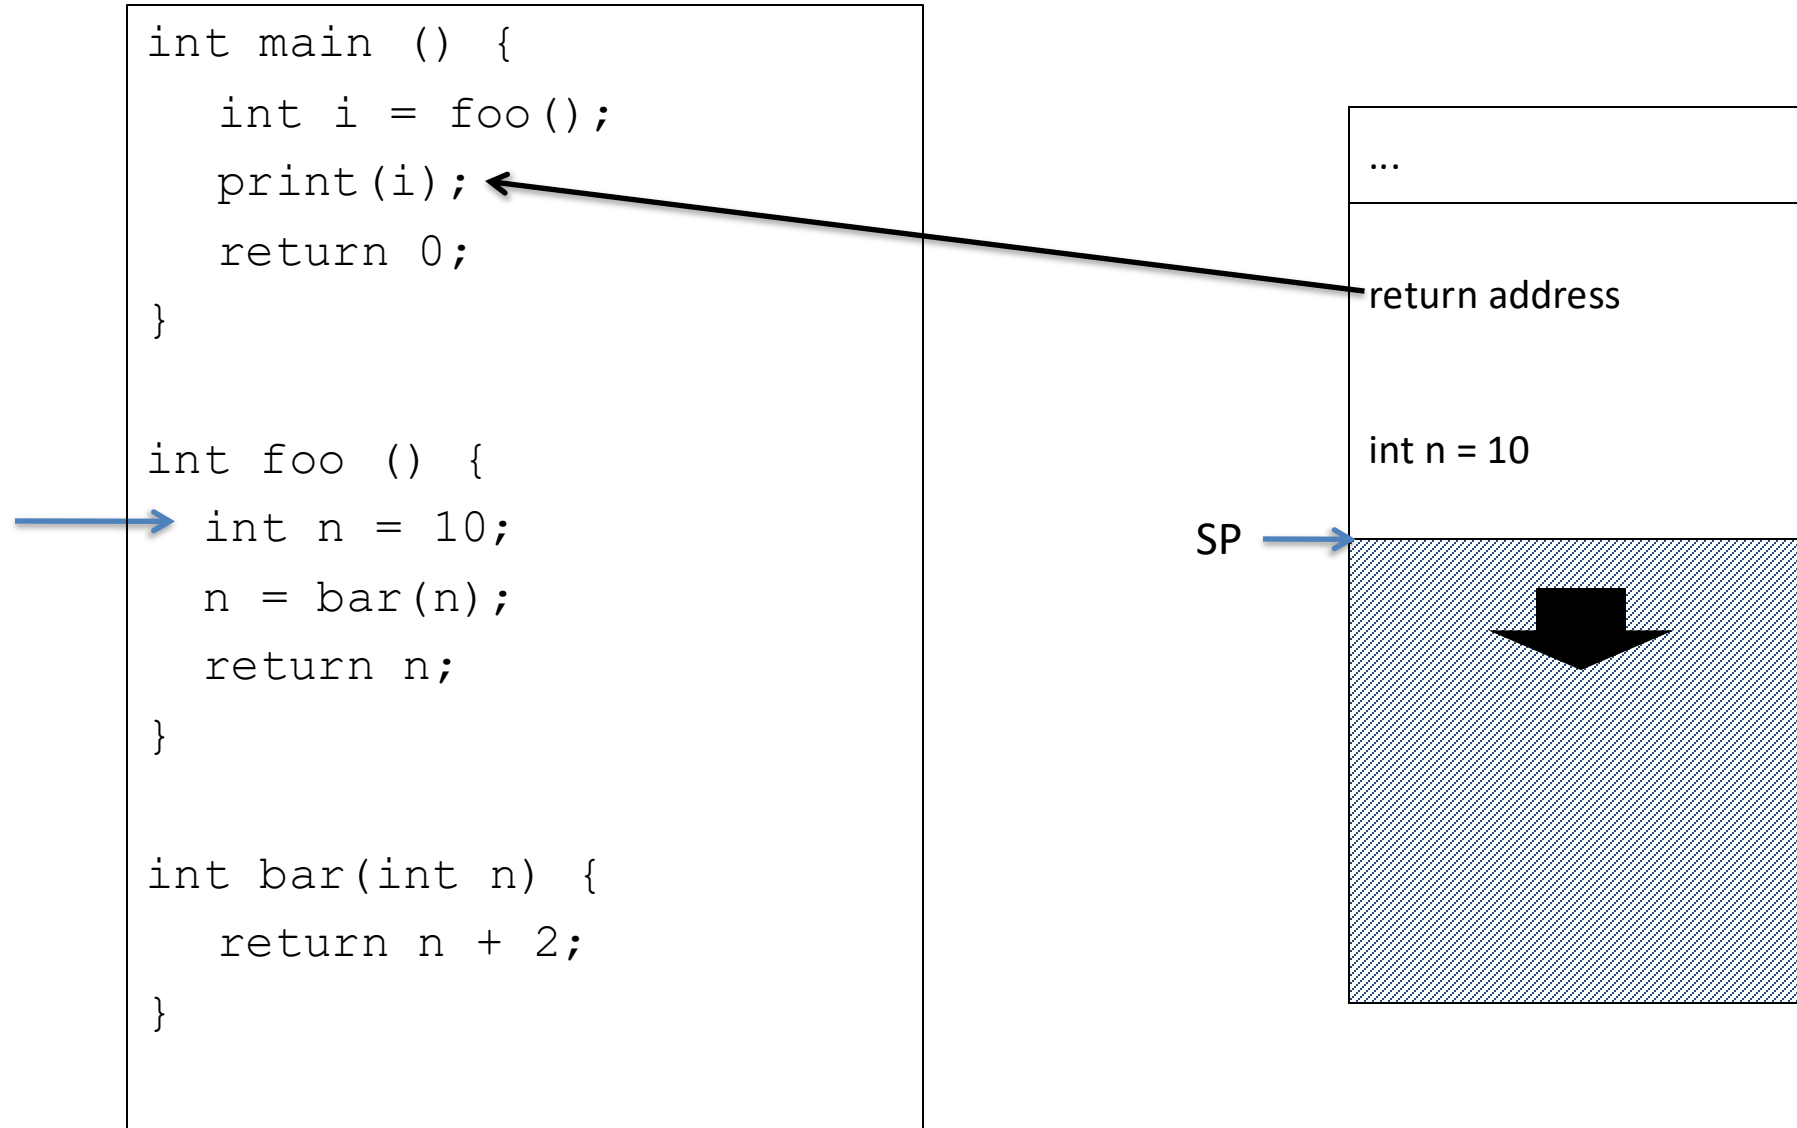 int main () {
int i = foo();
print(i);
return 0;
}
int foo () {
int n = 10;
n = bar(n);
return n;
}
int bar(int n) {
return n + 2;
}
...
return address
int n = 10
SP